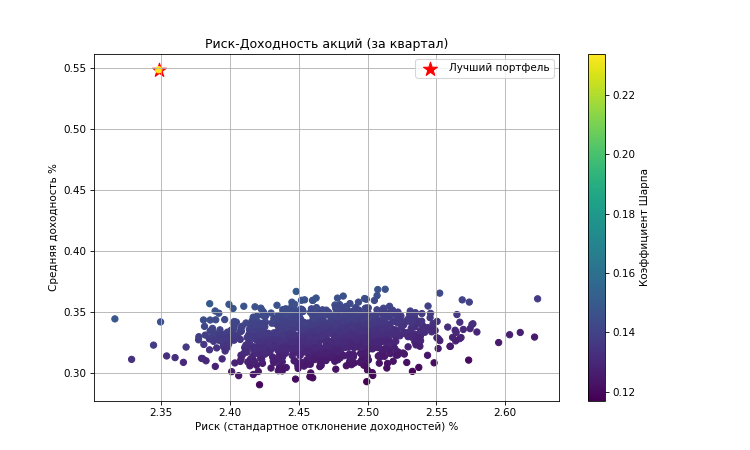 Риск-Доходность акций (за квартал)
Лучший портфель
0.55
0.50
0.45
0.40
0.35
0.30
Средняя доходность %
2.35 2.40 2.45 2.50 2.55 2.60
Риск (стандартное отклонение доходностей) %
0.22
0.20
0.18
0.16
0.14
0.12
Коэффициент Шарпа